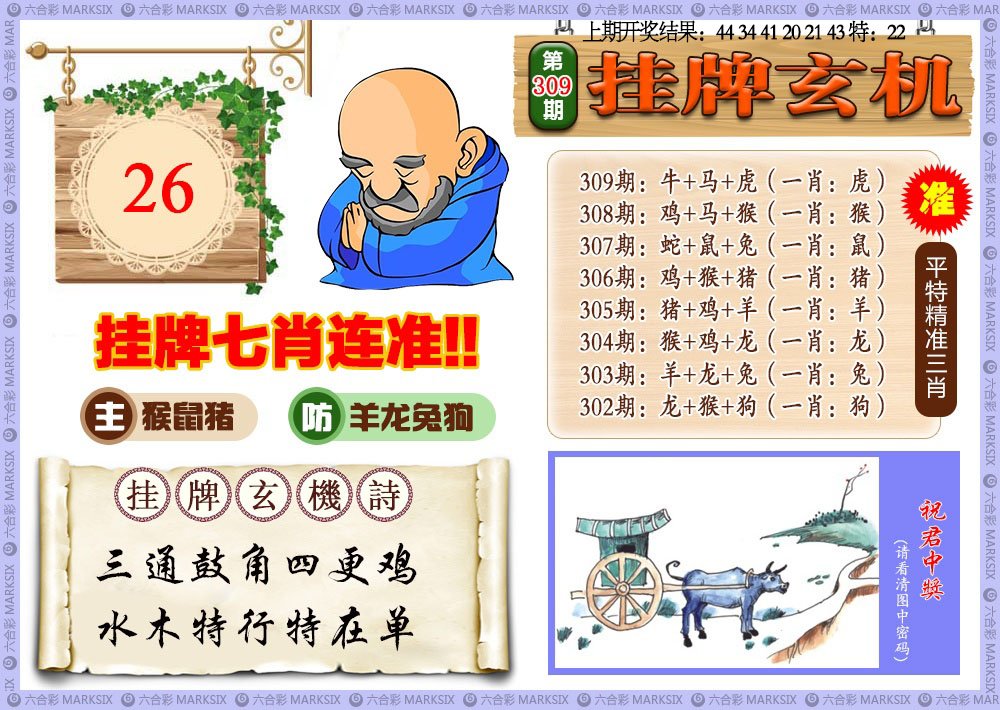 六合彩 MARKSIX
上期开奖结果：44 34 41 20 21 43 特：22
第309期
挂牌玄机
26
309期：牛+马+虎（一肖：虎）
308期：鸡+马+猴（一肖：猴）
307期：蛇+鼠+兔（一肖：鼠）
306期：鸡+猴+猪（一肖：猪）
305期：猪+鸡+羊（一肖：羊）
304期：猴+鸡+龙（一肖：龙）
303期：羊+龙+兔（一肖：兔）
302期：龙+猴+狗（一肖：狗）
准
平特精准三肖
挂牌七肖连准!!
主 猴鼠猪
防 羊龙兔狗
挂牌玄機詩
三通鼓角四更鸡
水木特行特在单
祝君中獎
（请看清图中密码）